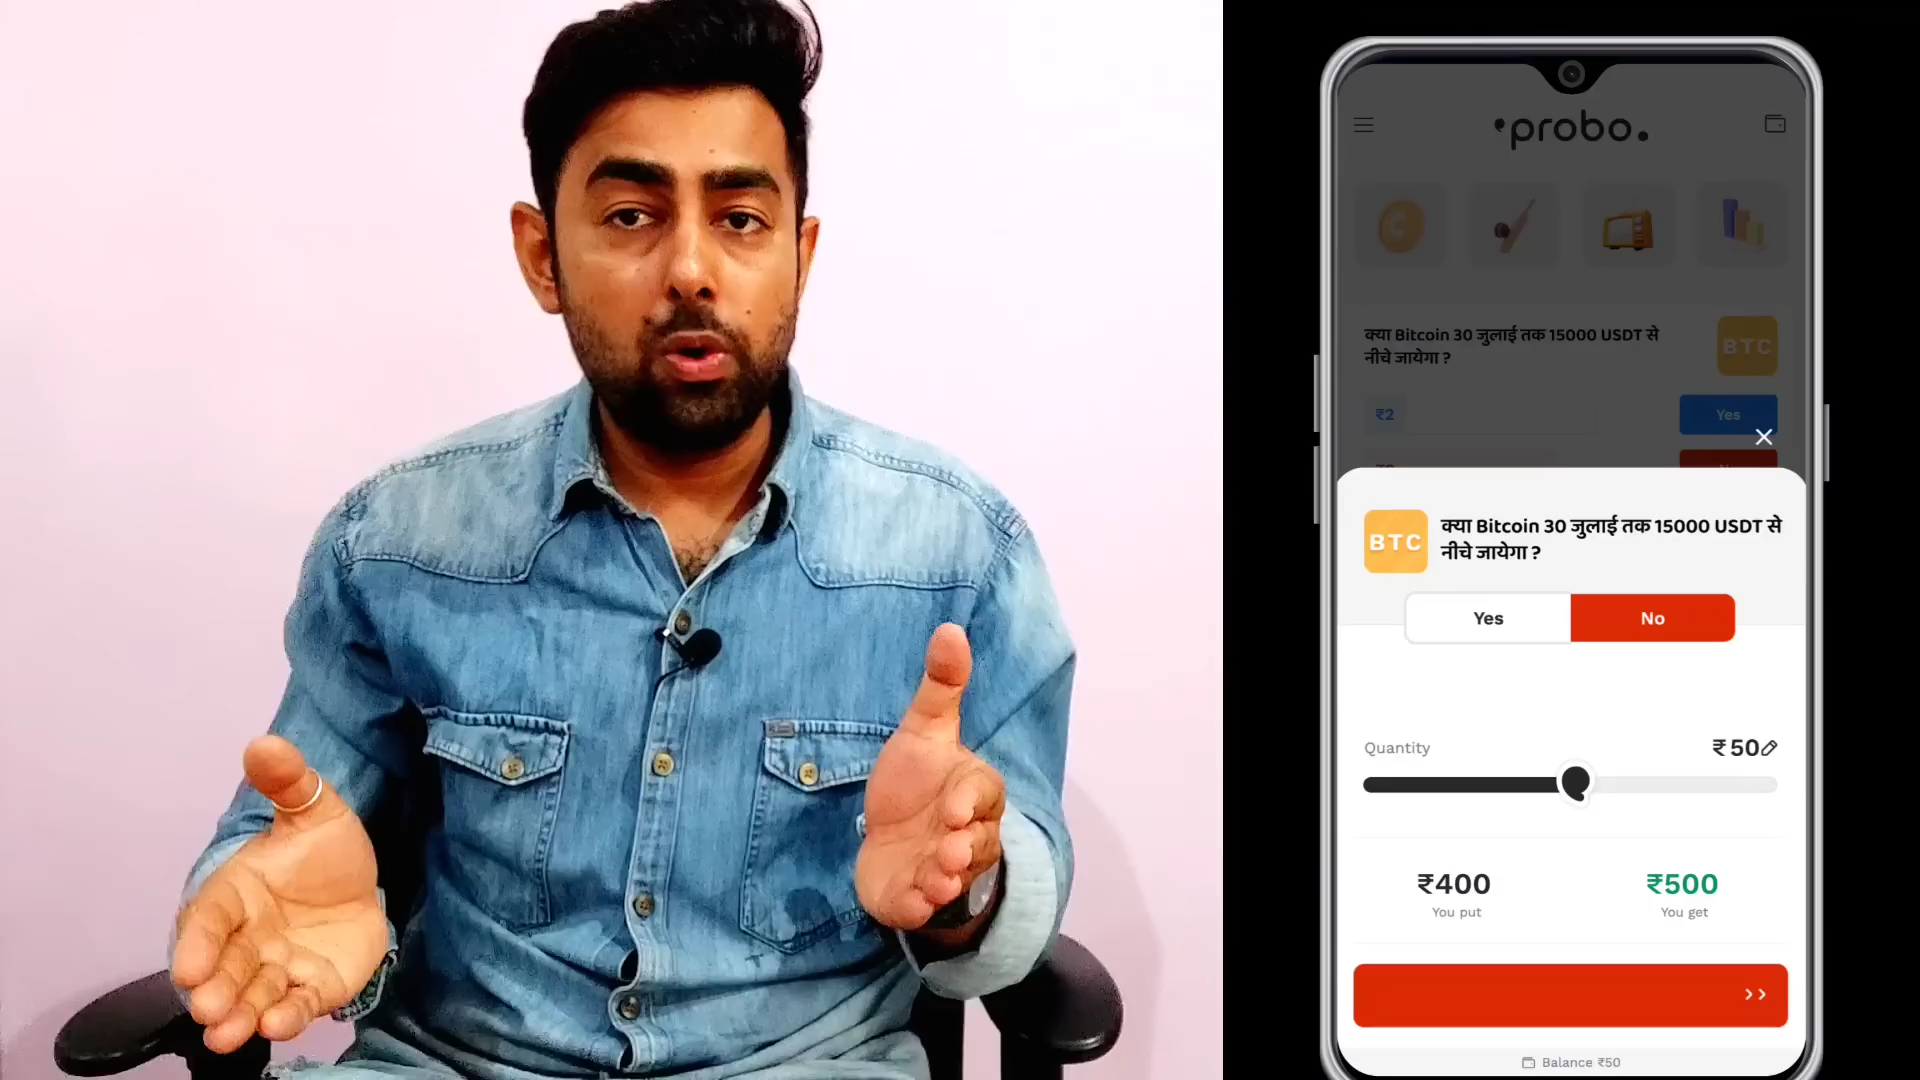 probo.
क्या Bitcoin 30 जुलाई तक 15000 USDT से
नीचे जायेगा ?
BTC
₹2
Yes
क्या Bitcoin 30 जुलाई तक 15000 USDT से
नीचे जायेगा ?
BTC
Yes
No
Quantity
₹50
₹400
₹500
You put
You get
Balance ₹50